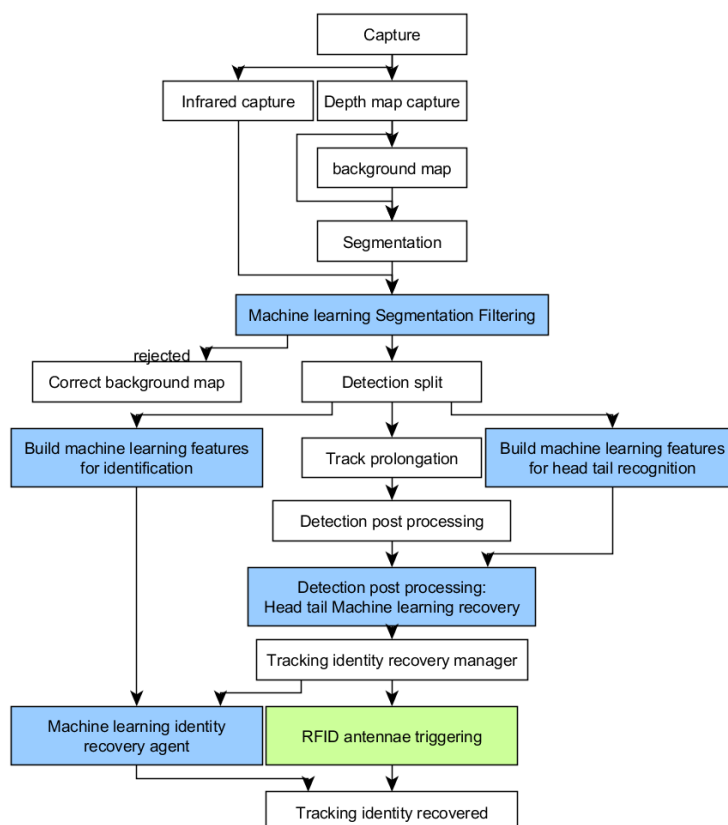 Capture
Infrared capture
Depth map capture
background map
Segmentation
Machine learning Segmentation Filtering
rejected
Correct background map
Detection split
Build machine learning features
for identification
Track prolongation
Build machine learning features
for head tail recognition
Detection post processing
Detection post processing:
Head tail Machine learning recovery
Tracking identity recovery manager
Machine learning identity
recovery agent
RFID antennae triggering
Tracking identity recovered